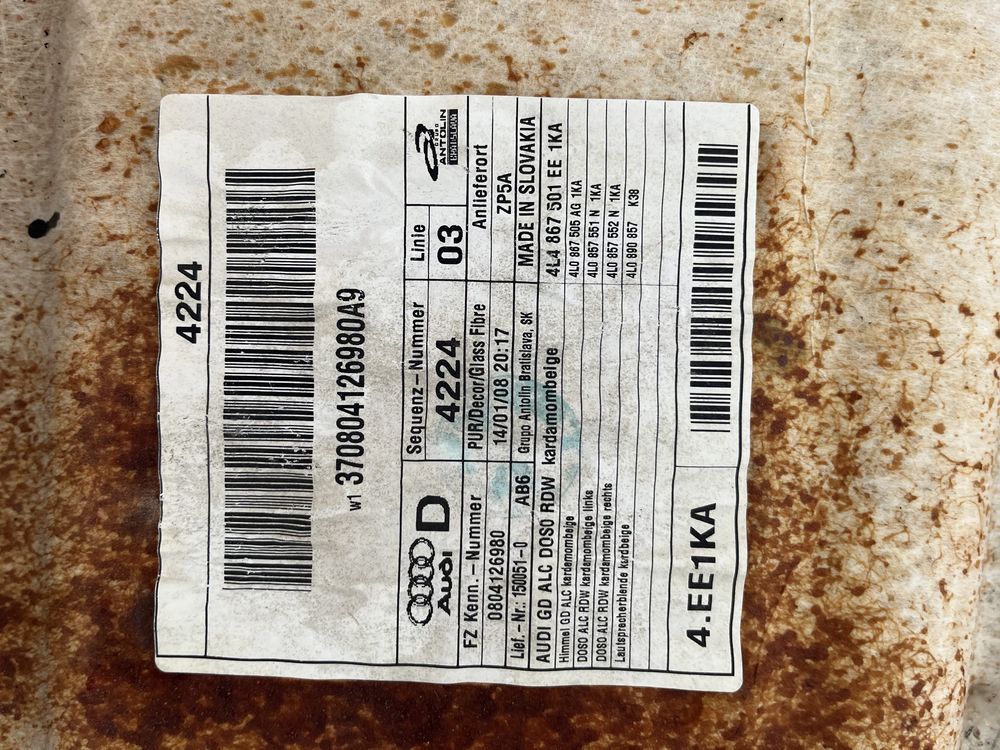 4224
W1 370804126980A9
Audi
D
Sequenz-Nummer
4224
Linie
03
GRUPO
ANTOLIN
BRATISLAVA
FZ Kenn.-Nummer
PUR/Decor/Glass Fibre
Anlieferort
0804126980
14/01/08 20:17
ZP5A
Lief.-Nr.: 150051-0 AB6
Grupo Antolin Bratislava, SK
MADE IN SLOVAKIA
AUDI GD ALC DOSO RDW kardamombeige 4L4 867 501 EE 1KA
Himmel GD ALC kardamombeige 4L0 867 505 AG 1KA
DOSO ALC RDW kardamombeige links 4L0 857 551 N 1KA
DOSO ALC RDW kardamombeige rechts 4L0 857 552 N 1KA
Lautsprecherblende kurdbeige 4L0 890 857 K38
4.EE1KA